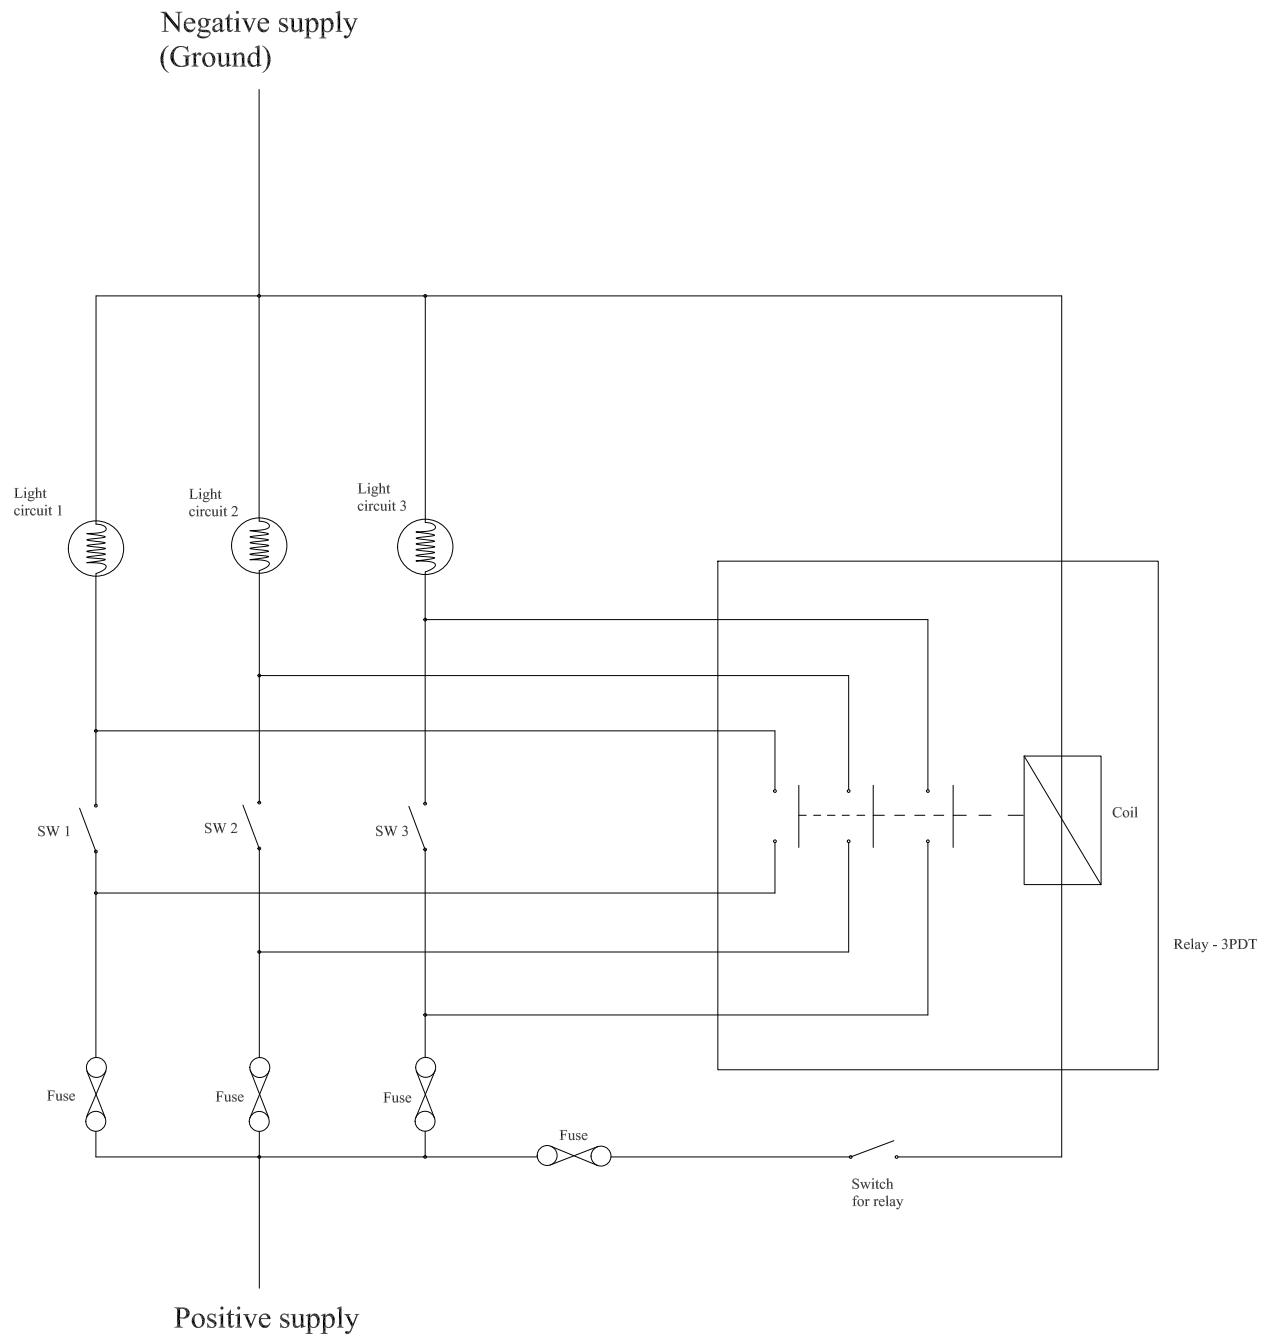 Negative supply
(Ground)
Light
circuit 1
Light
circuit 2
Light
circuit 3
SW 1
SW 2
SW 3
Coil
Relay - 3PDT
Fuse
Fuse
Fuse
Fuse
Switch
for relay
Positive supply